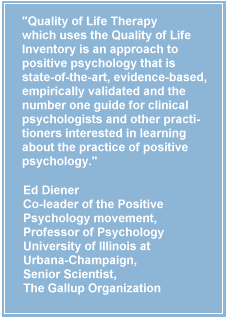 "Quality of Life Therapy
which uses the Quality of Life
Inventory is an approach to
positive psychology that is
state-of-the-art, evidence-based,
empirically validated and the
number one guide for clinical
psychologists and other practi-
tioners interested in learning
about the practice of positive
psychology."
Ed Diener
Co-leader of the Positive
Psychology movement,
Professor of Psychology
University of Illinois at
Urbana-Champaign,
Senior Scientist,
The Gallup Organization